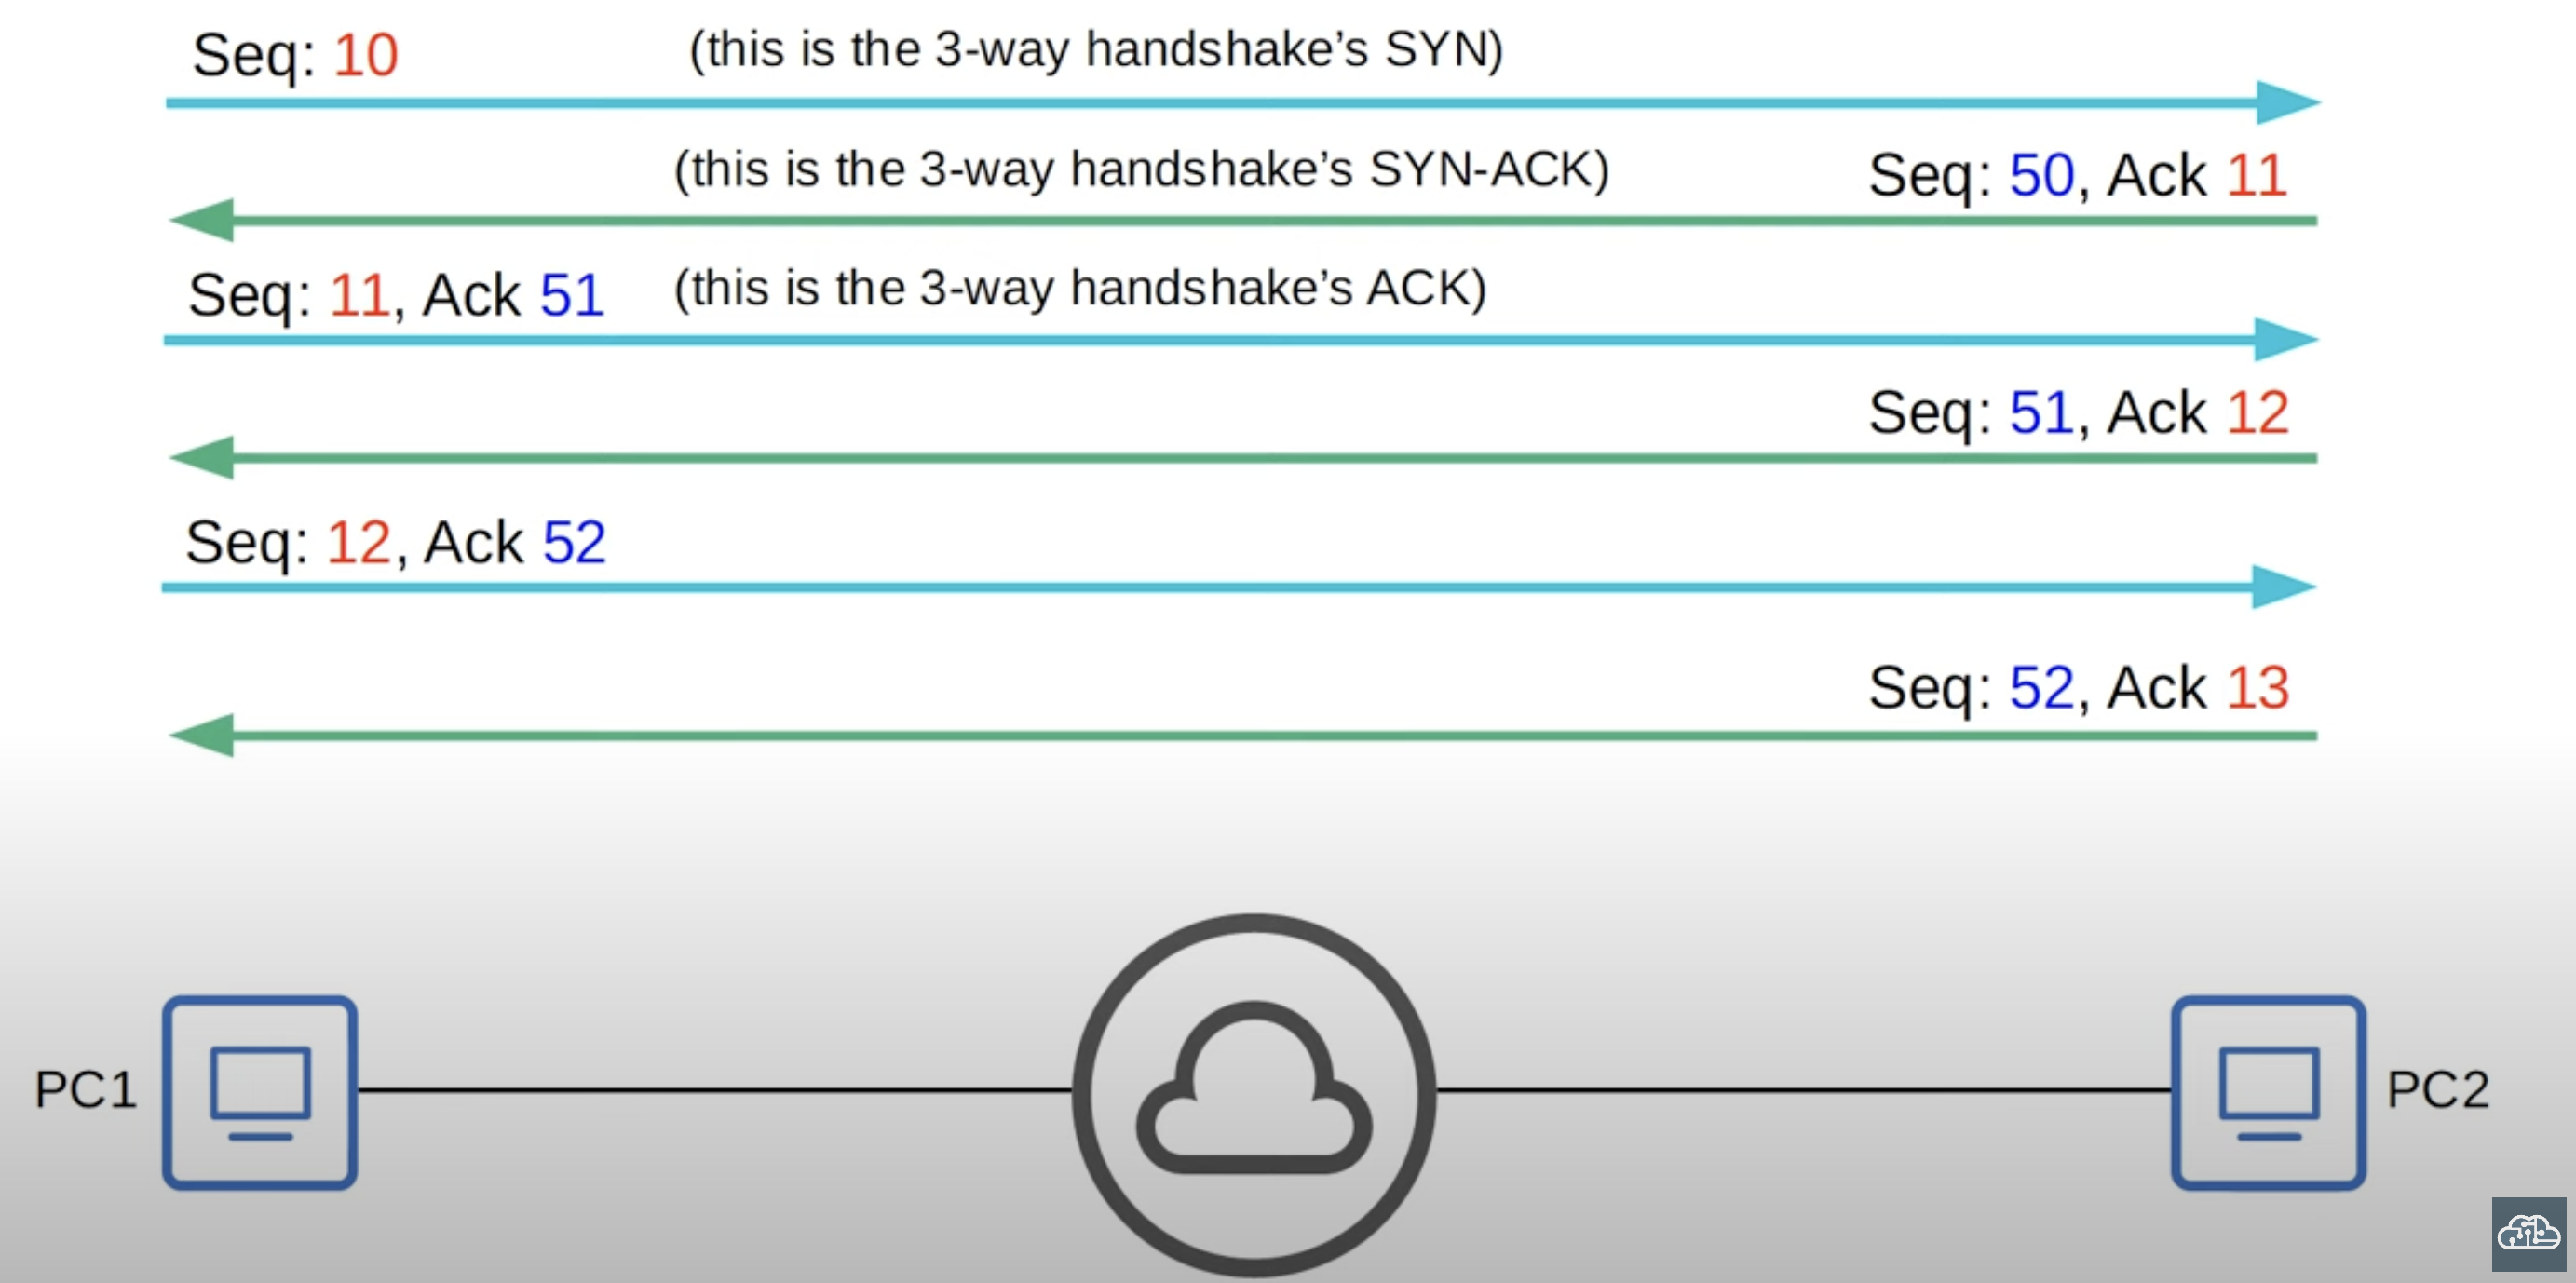 Seq: 10 (this is the 3-way handshake’s SYN)
(this is the 3-way handshake’s SYN-ACK) Seq: 50, Ack 11
Seq: 11, Ack 51 (this is the 3-way handshake’s ACK)
Seq: 51, Ack 12
Seq: 12, Ack 52
Seq: 52, Ack 13
PC1 PC2